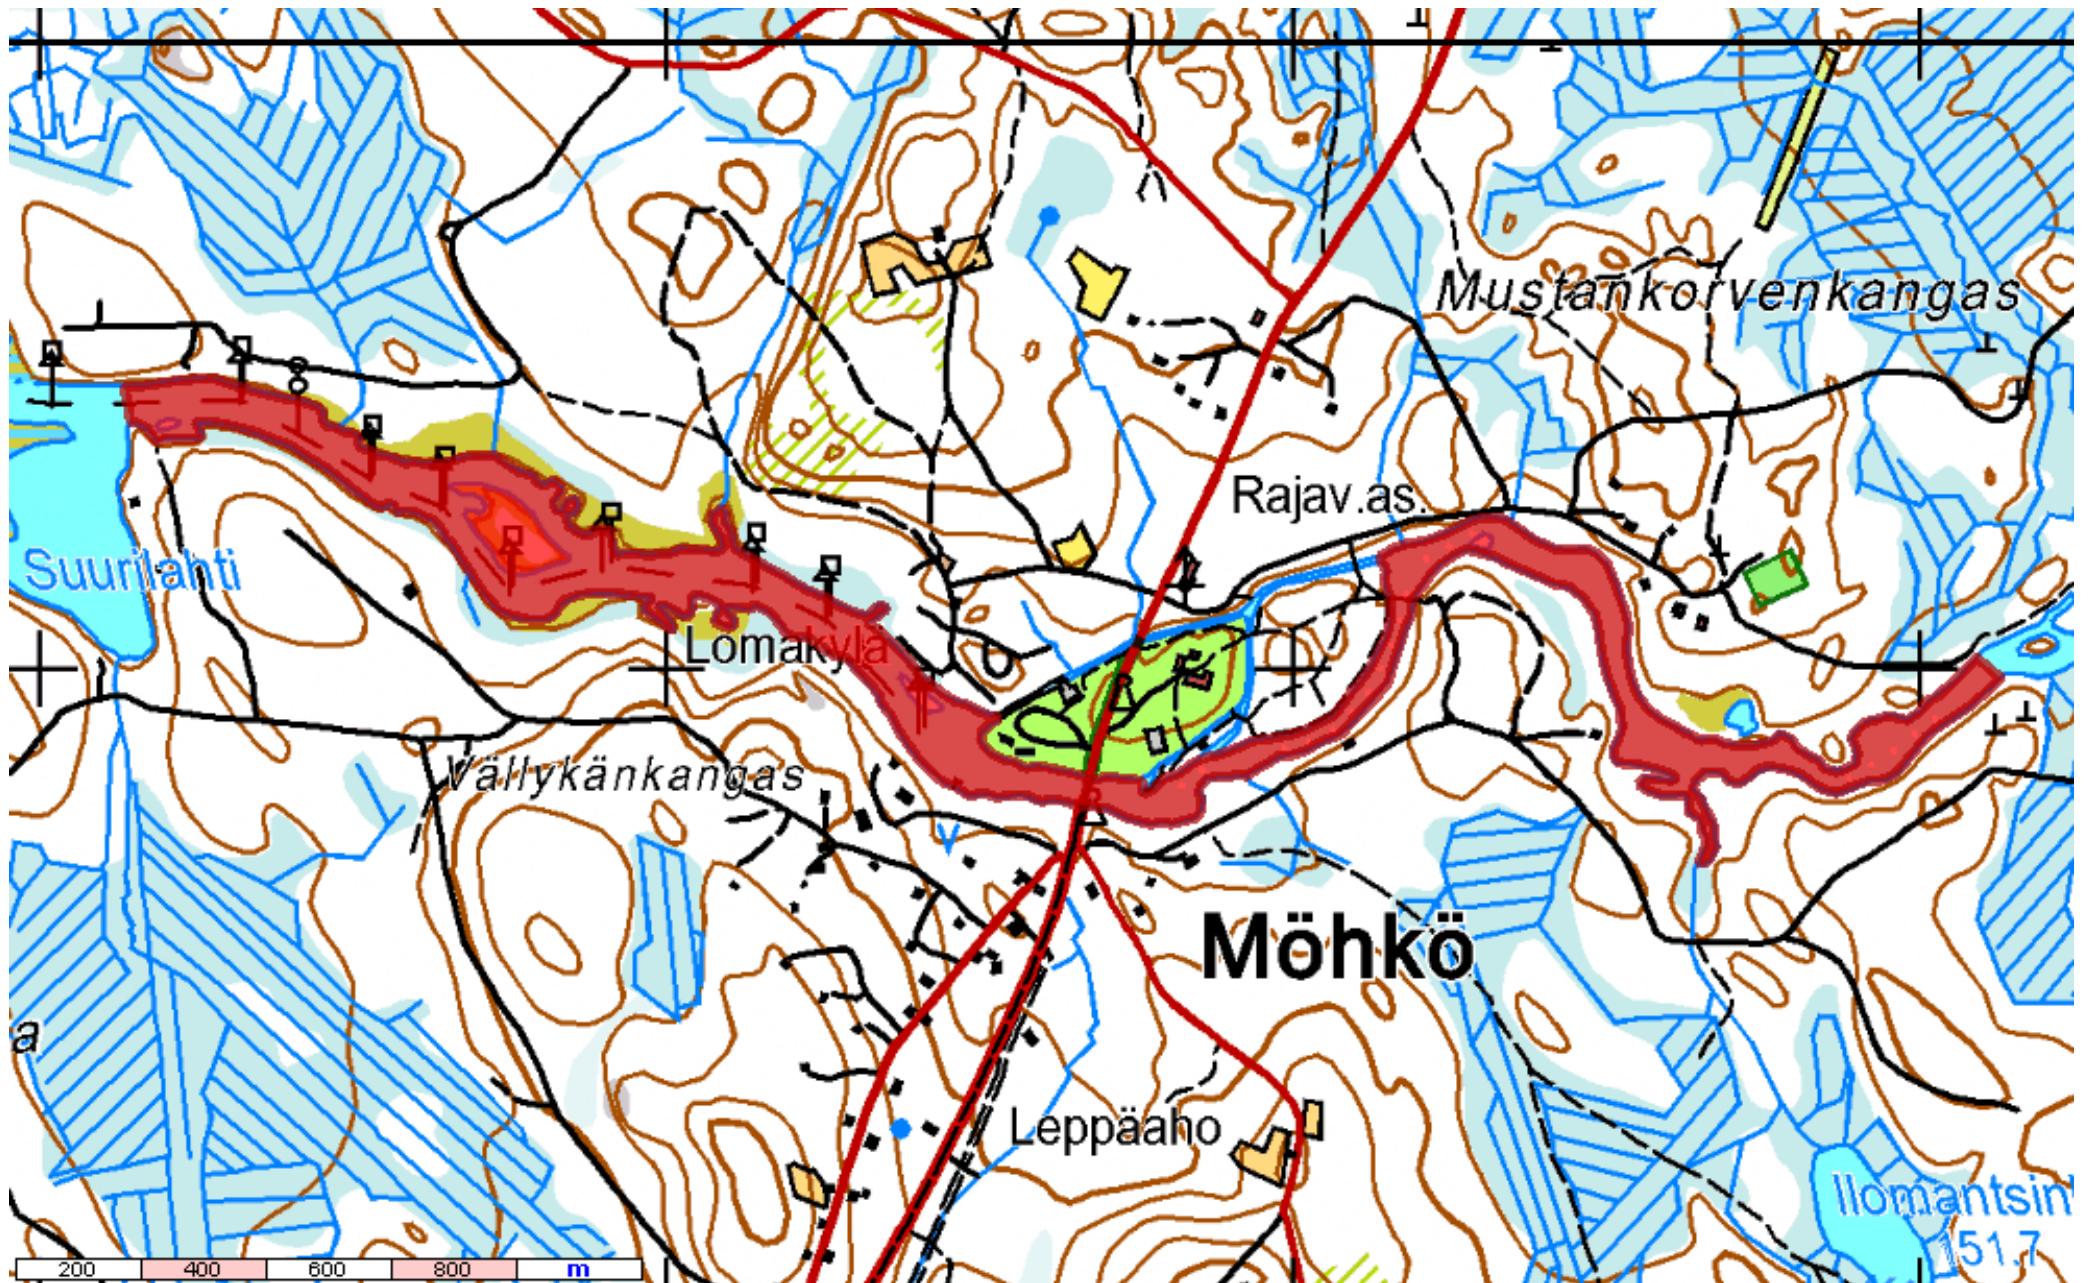 Mustankorvenkangas
Rajav.as.
Suurilahti
Lomakylä
Vällykänkangas
Möhkö
a
Leppäaho
Ilomantsin
151.7
200 400 600 800 m